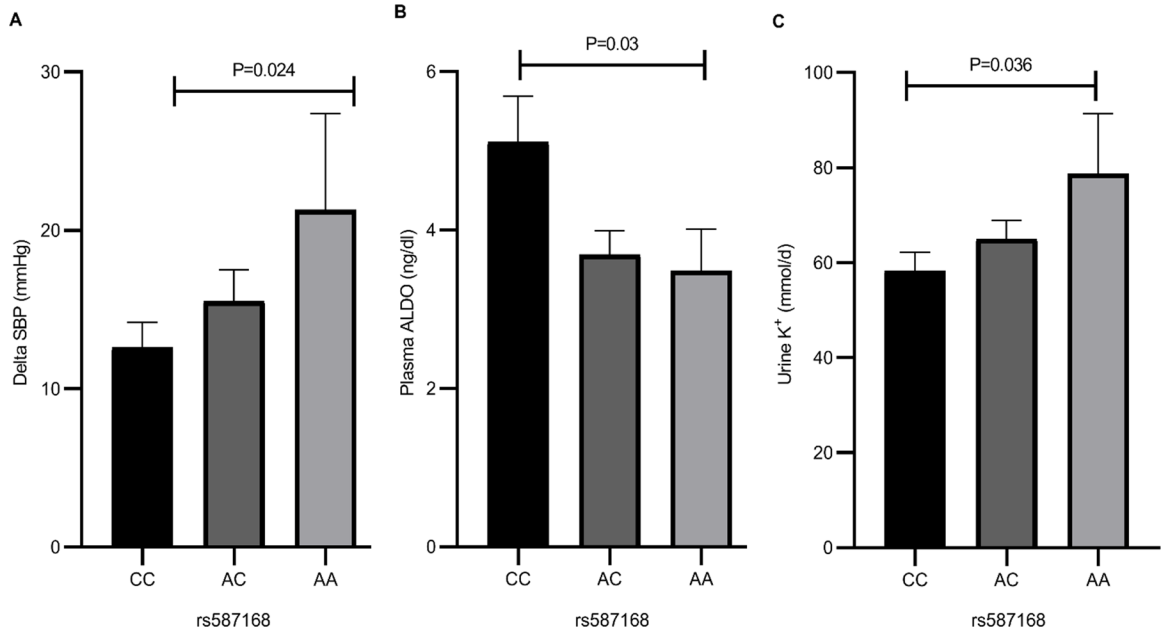 A
P=0.024
Delta SBP (mmHg)
30
20
10
0
CC AC AA
rs587168
B
P=0.03
Plasma ALDO (ng/dl)
6
4
2
0
CC AC AA
C
P=0.036
Urine K⁺ (mmol/d)
100
80
60
40
20
0
CC AC AA
rs587168